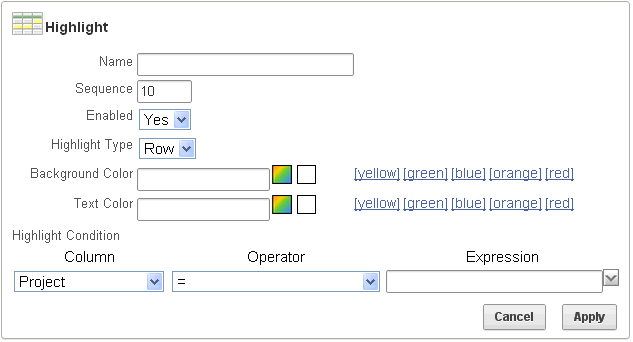 Highlight
Name
Sequence 10
Enabled Yes
Highlight Type Row
Background Color [yellow] [green] [blue] [orange] [red]
Text Color [yellow] [green] [blue] [orange] [red]
Highlight Condition
Column Operator Expression
Project =
Cancel Apply